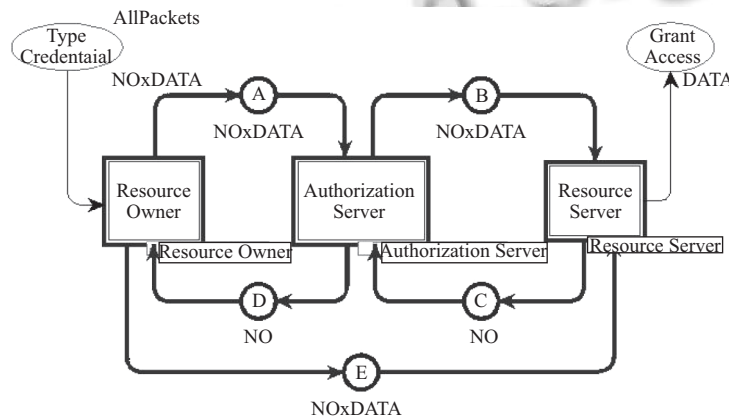 AllPackets
Type
Credentaial
Grant
Access
NOxDATA
A
B
DATA
NOxDATA
NOxDATA
Resource
Owner
Authorization
Server
Resource
Server
Resource Owner
Authorization Server
Resource Server
D
C
NO
NO
E
NOxDATA